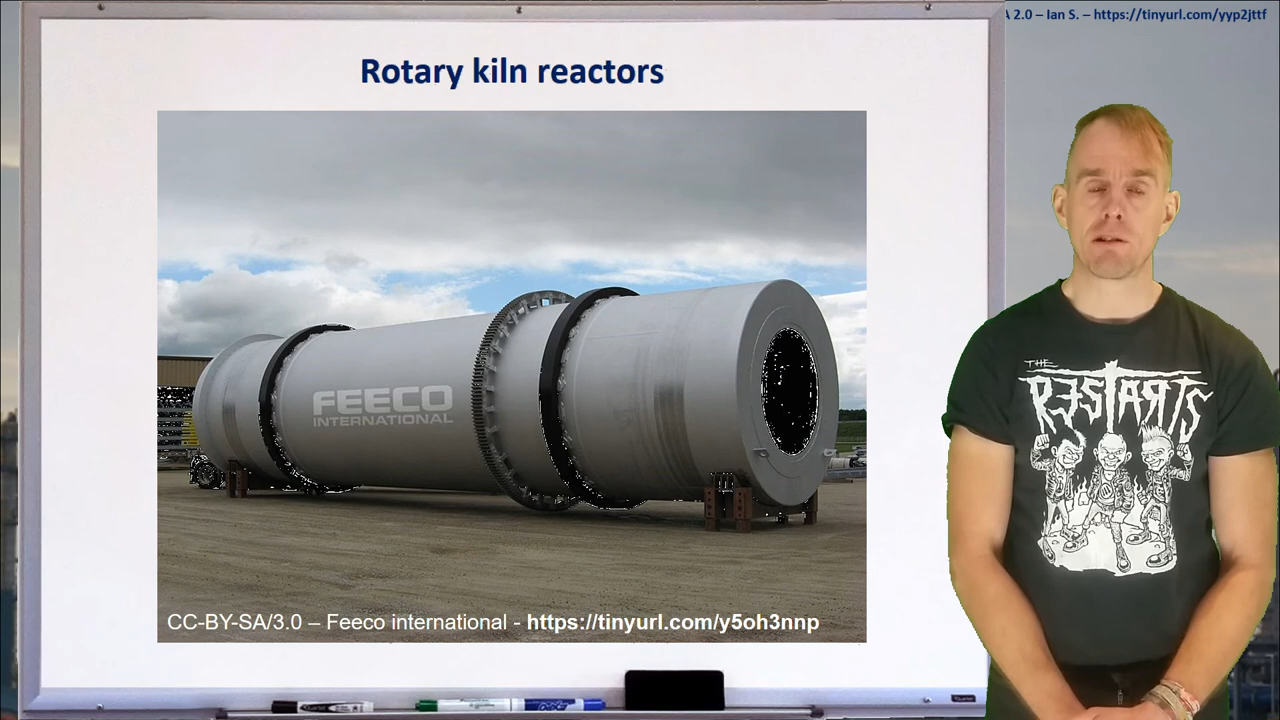 A 2.0 – Ian S. – https://tinyurl.com/yyp2jttf
Rotary kiln reactors
FEECO
INTERNATIONAL
CC-BY-SA/3.0 – Feeco international - https://tinyurl.com/y5oh3nnp
THE
RESTARTS